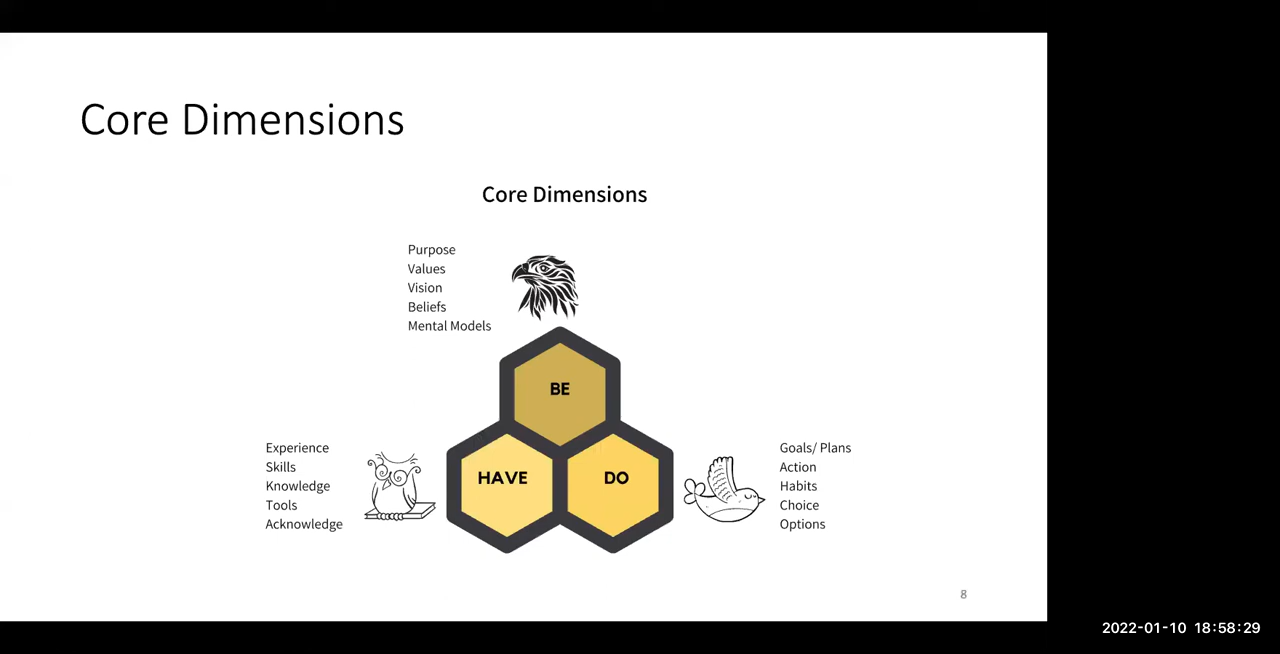 Core Dimensions
Core Dimensions
Purpose
Values
Vision
Beliefs
Mental Models
BE
Experience
Skills
Knowledge
Tools
Acknowledge
HAVE
DO
Goals/ Plans
Action
Habits
Choice
Options
8
2022-01-10 18:58:29